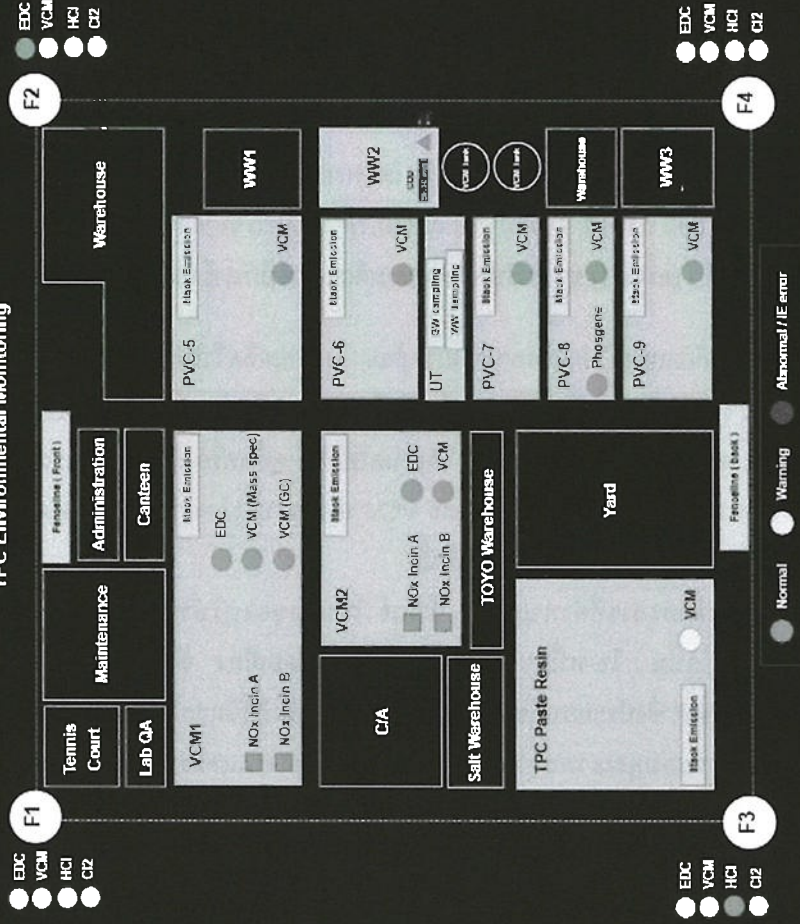 TPC Environmental Monitoring
EDC
VCM
HCl
Cl2
F1
F2
EDC
VCM
HCl
Cl2
Tennis
Court
Lab QA
Maintenance
Fenceline ( Front )
Administration
Canteen
Warehouse
VCM1
Stack Emission
EDC
NOx Incin A
VCM (Mass spec)
NOx Incin B
VCM (GC)
PVC-5
Stack Emission
VCM
WW1
C/A
VCM2
Stack Emission
NOx Incin A
EDC
NOx Incin B
VCM
PVC-6
Stack Emission
VCM
WW2
COD
UT
GW sampling
WW sampling
VCM tank
VCM tank
Salt Warehouse
TOYO Warehouse
PVC-7
Stack Emission
VCM
TPC Paste Resin
Stack Emission
VCM
Yard
PVC-8
Stack Emission
Phosgene
VCM
Warehouse
PVC-9
Stack Emission
VCM
WW3
EDC
VCM
HCl
Cl2
F3
Fenceline ( back )
F4
EDC
VCM
HCl
Cl2
Normal
Warning
Abnormal / IE error